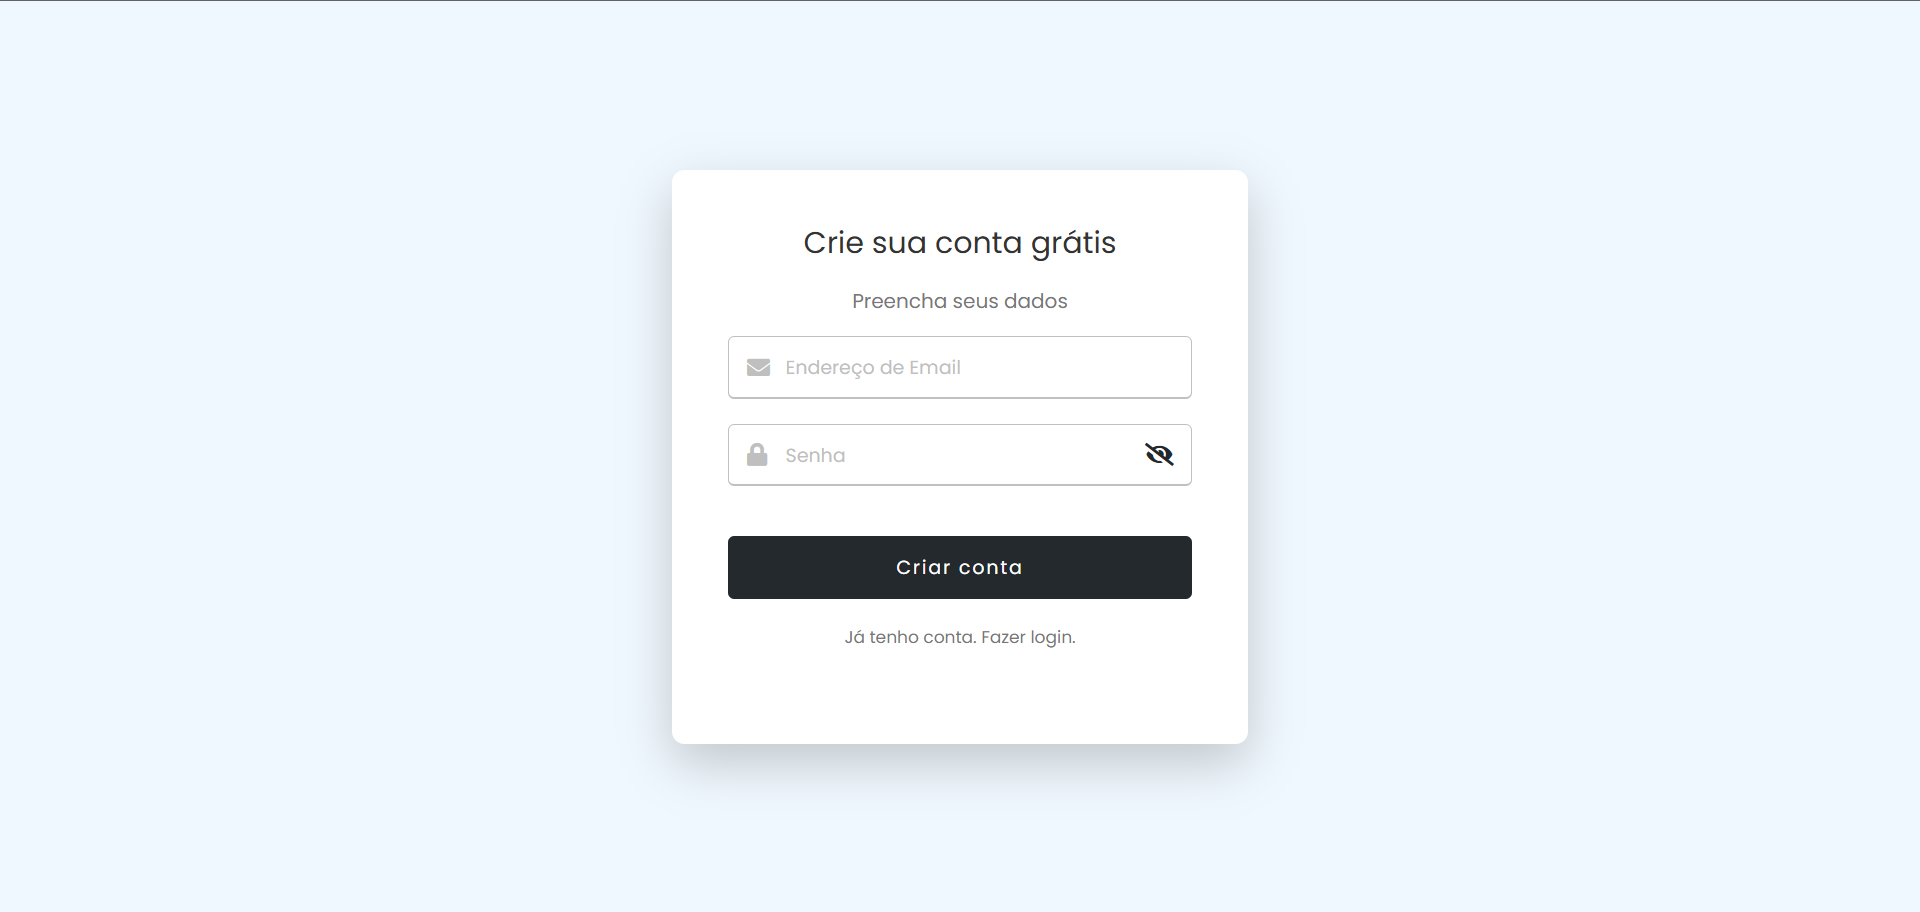 Crie sua conta grátis
Preencha seus dados
Endereço de Email
Senha
Criar conta
Já tenho conta. Fazer login.